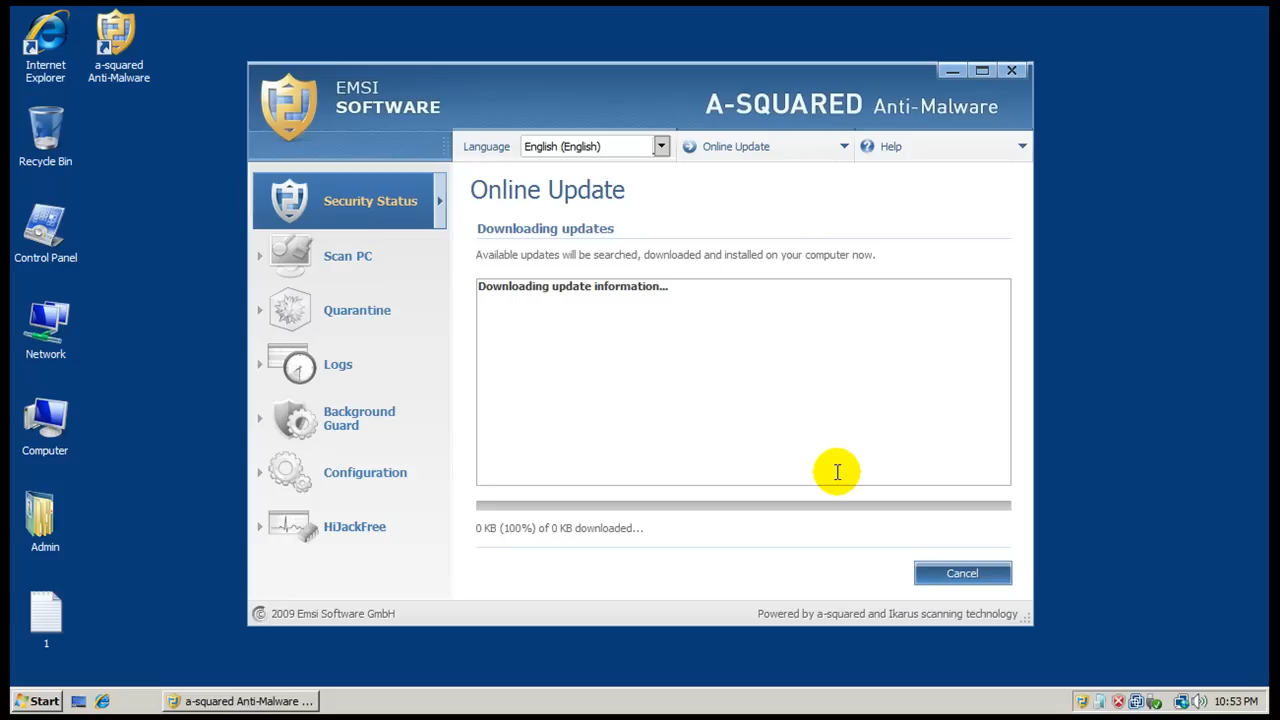 Internet
Explorer
a-squared
Anti-Malware
Recycle Bin
Control Panel
Network
Computer
Admin
1
EMSI
SOFTWARE
A-SQUARED Anti-Malware
Language English (English) Online Update Help
Security Status
Scan PC
Quarantine
Logs
Background
Guard
Configuration
HiJackFree
Online Update
Downloading updates
Available updates will be searched, downloaded and installed on your computer now.
Downloading update information...
0 KB (100%) of 0 KB downloaded...
Cancel
© 2009 Emsi Software GmbH
Powered by a-squared and Ikarus scanning technology
Start
a-squared Anti-Malware ...
10:53 PM